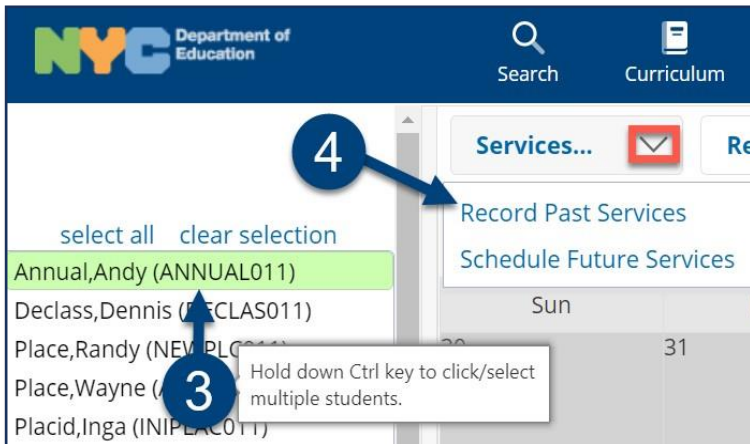 NYC Department of
Education
Search
Curriculum
4
Services...
Record Past Services
Schedule Future Services
select all clear selection
Annual,Andy (ANNUAL011)
Declass,Dennis
Sun
Place,Randy
31
Place,Wayne
3
Hold down Ctrl key to click/select
multiple students.
Placid,Inga